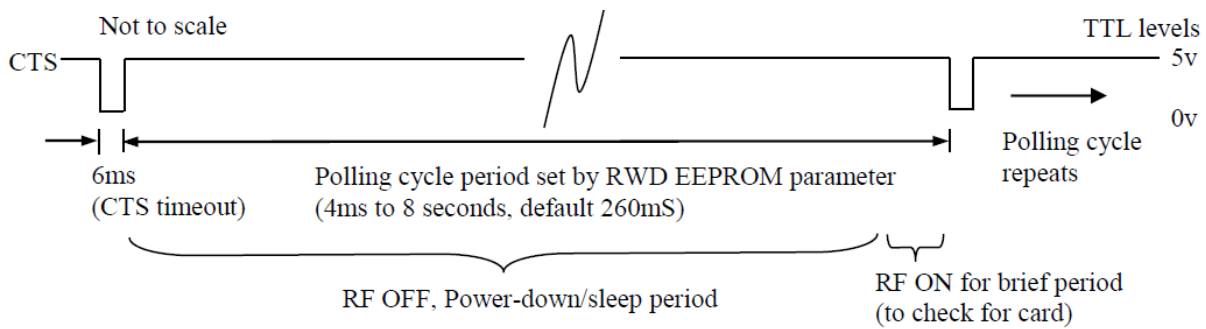 Not to scale
TTL levels
CTS
5v
0v
6ms
(CTS timeout)
Polling cycle period set by RWD EEPROM parameter
(4ms to 8 seconds, default 260mS)
Polling cycle
repeats
RF OFF, Power-down/sleep period
RF ON for brief period
(to check for card)